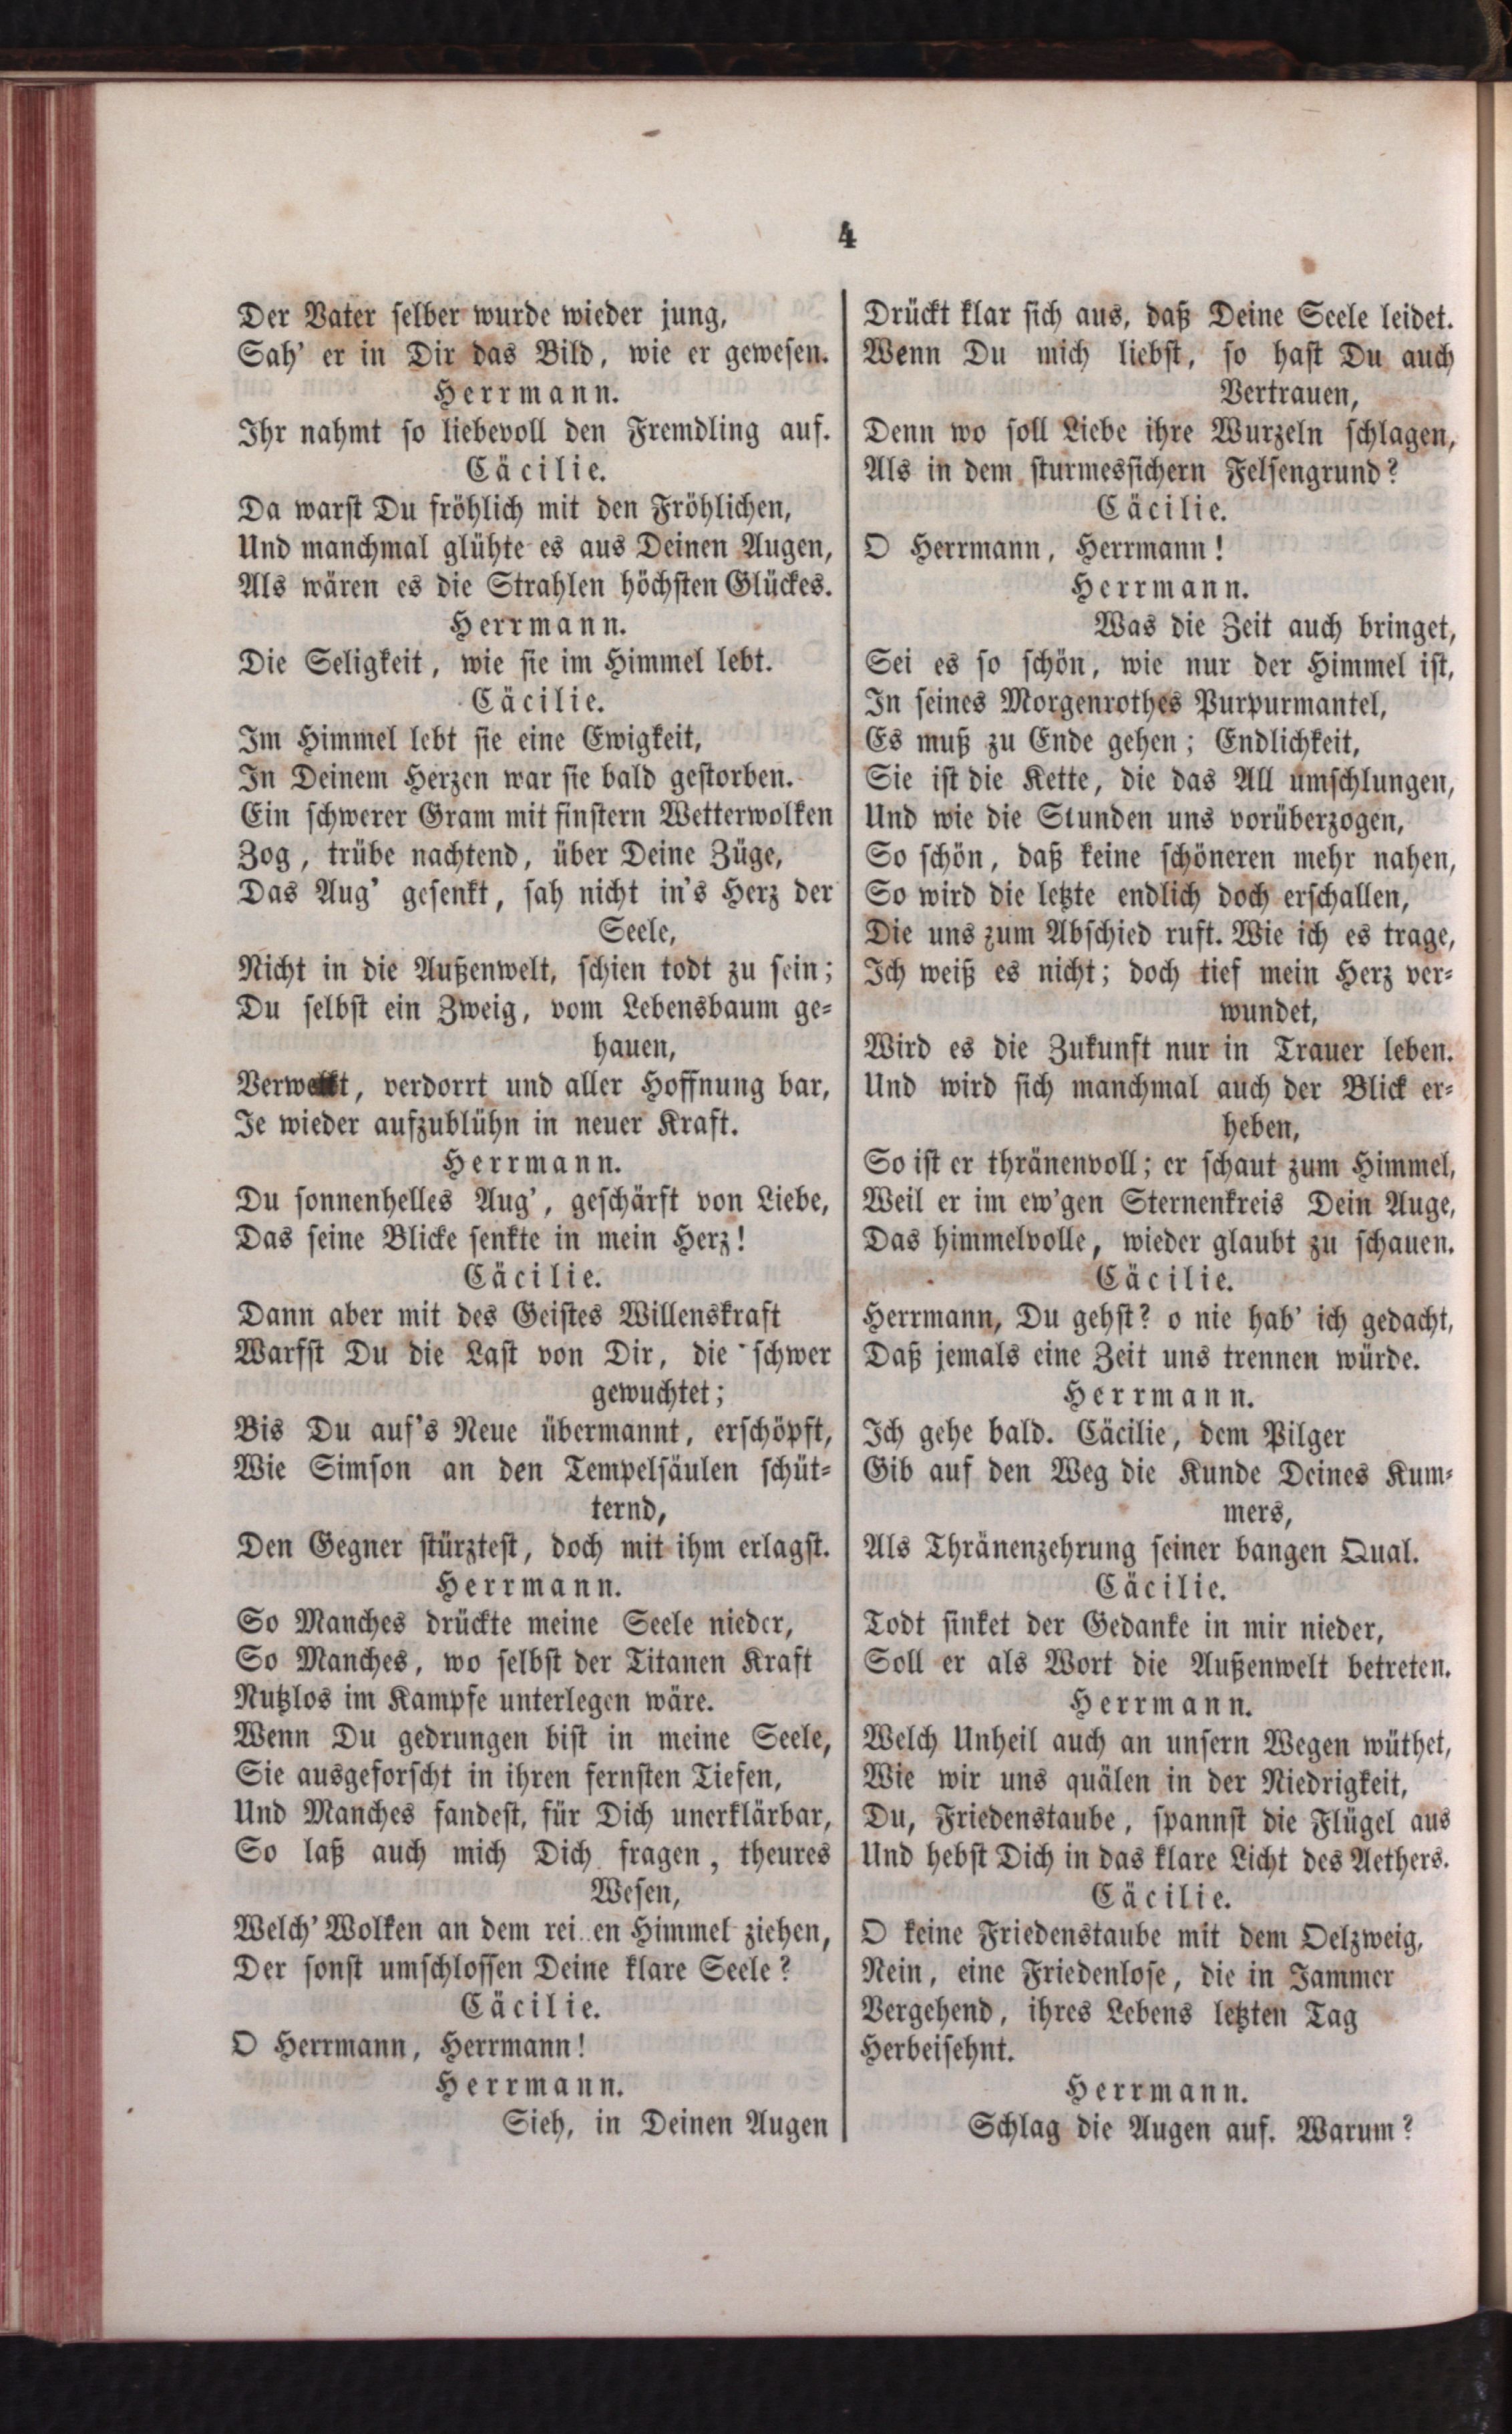 4
Der Vater selber wurde wieder jung,
Sah' er in Dir das Bild, wie er gewesen.
Herrmann.
Ihr nahmt so liebevoll den Fremdling auf.
Cäcilie.
Da warst Du fröhlich mit den Fröhlichen,
Und manchmal glühte es aus Deinen Augen,
Als wären es die Strahlen höchsten Glückes.
Herrmann.
Die Seligkeit, wie sie im Himmel lebt.
Cäcilie.
Im Himmel lebt sie eine Ewigkeit,
In Deinem Herzen war sie bald gestorben.
Ein schwerer Gram mit finstern Wetterwolken
Zog, trübe nachtend, über Deine Züge,
Das Aug' gesenkt, sah nicht in's Herz der
Seele,
Nicht in die Außenwelt, schien todt zu sein;
Du selbst ein Zweig, vom Lebensbaum ge-
hauen,
Verwelkt, verdorrt und aller Hoffnung bar,
Je wieder aufzublühn in neuer Kraft.
Herrmann.
Du sonnenhelles Aug', geschärft von Liebe,
Das seine Blicke senkte in mein Herz!
Cäcilie.
Dann aber mit des Geistes Willenskraft
Warfst Du die Last von Dir, die schwer
gewuchtet;
Bis Du auf's Neue übermannt, erschöpft,
Wie Simson an den Tempelsäulen schüt-
ternd,
Den Gegner stürztest, doch mit ihm erlagst.
Herrmann.
So Manches drückte meine Seele nieder,
So Manches, wo selbst der Titanen Kraft
Nutzlos im Kampfe unterlegen wäre.
Wenn Du gedrungen bist in meine Seele,
Sie ausgeforscht in ihren fernsten Tiefen,
Und Manches fandest, für Dich unerklärbar,
So laß auch mich Dich fragen, theures
Wesen,
Welch' Wolken an dem rei en Himmel ziehen,
Der sonst umschlossen Deine klare Seele?
Cäcilie.
O Herrmann, Herrmann!
Herrmann.
Sieh, in Deinen Augen
Drückt klar sich aus, daß Deine Seele leidet.
Wenn Du mich liebst, so hast Du auch
Vertrauen,
Denn wo soll Liebe ihre Wurzeln schlagen,
Als in dem sturmessichern Felsengrund?
Cäcilie.
O Herrmann, Herrmann!
Herrmann.
Was die Zeit auch bringet,
Sei es so schön, wie nur der Himmel ist,
In seines Morgenrothes Purpurmantel,
Es muß zu Ende gehen; Endlichkeit,
Sie ist die Kette, die das All umschlungen,
Und wie die Stunden uns vorüberzogen,
So schön, daß keine schöneren mehr nahen,
So wird die letzte endlich doch erschallen,
Die uns zum Abschied ruft. Wie ich es trage,
Ich weiß es nicht; doch tief mein Herz ver-
wundet,
Wird es die Zukunft nur in Trauer leben.
Und wird sich manchmal auch der Blick er-
heben,
So ist er thränenvoll; er schaut zum Himmel,
Weil er im ew'gen Sternenkreis Dein Auge,
Das himmelvolle, wieder glaubt zu schauen.
Cäcilie.
Herrmann, Du gehst? o nie hab' ich gedacht,
Daß jemals eine Zeit uns trennen würde.
Herrmann.
Ich gehe bald. Cäcilie, dem Pilger
Gib auf den Weg die Kunde Deines Kum-
mers,
Als Thränenzehrung seiner bangen Qual.
Cäcilie.
Todt sinket der Gedanke in mir nieder,
Soll er als Wort die Außenwelt betreten.
Herrmann.
Welch Unheil auch an unsern Wegen wüthet,
Wie wir uns quälen in der Niedrigkeit,
Du, Friedenstaube, spannst die Flügel aus
Und hebst Dich in das klare Licht des Aethers.
Cäcilie.
O keine Friedenstaube mit dem Oelzweig,
Nein, eine Friedenlose, die in Jammer
Vergehend, ihres Lebens letzten Tag
Herbeisehnt.
Herrmann.
Schlag die Augen auf. Warum?